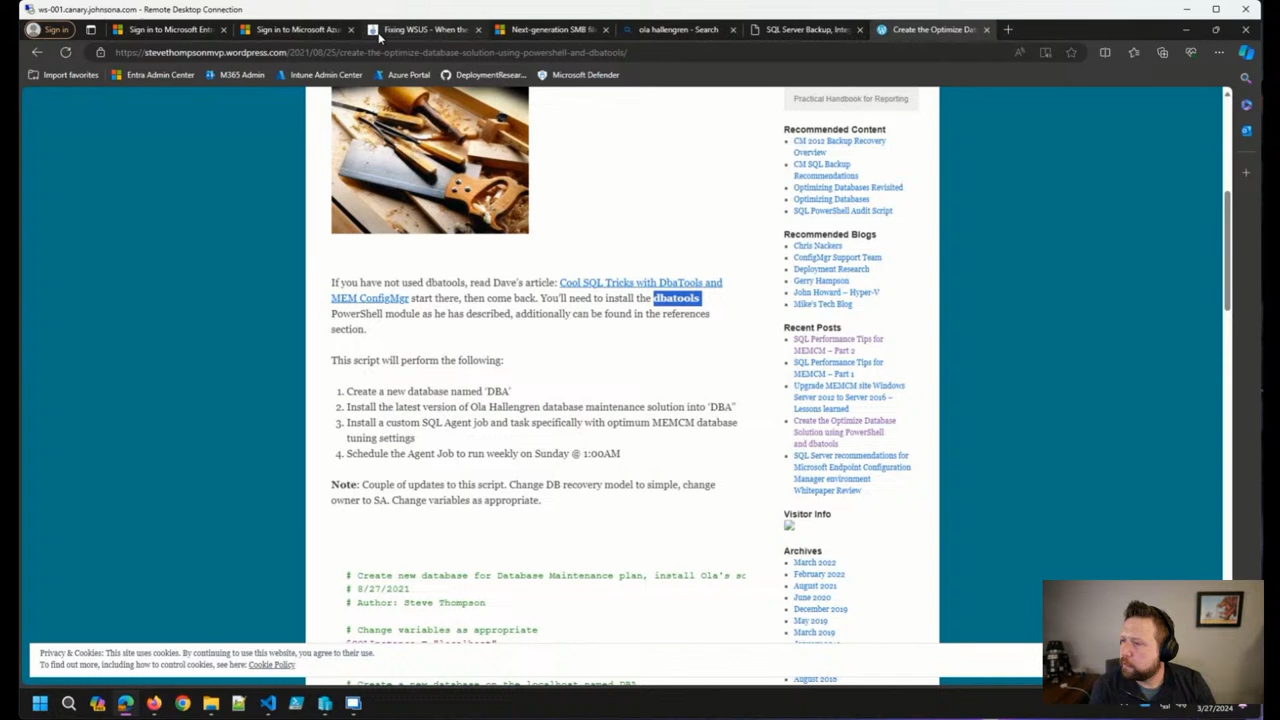 ws-001.canary.johnsona.com - Remote Desktop Connection
Sign in
Sign in to Microsoft Ent
Sign in to Microsoft Azu
Fixing WSUS - When the
Next-generation SMB fil
ola hallengren - Search
SQL Server Backup, Inte
Create the Optimize Dat
https://stevethompsonmvp.wordpress.com/2021/08/25/create-the-optimize-database-solution-using-powershell-and-dbatools/
Import favorites
Entra Admin Center
M365 Admin
Intune Admin Center
Azure Portal
DeploymentResear...
Microsoft Defender
If you have not used dbatools, read Dave's article: Cool SQL Tricks with DbaTools and
MEM ConfigMgr start there, then come back. You'll need to install the dbatools
PowerShell module as he has described, additionally can be found in the references
section.
This script will perform the following:
1. Create a new database named 'DBA'
2. Install the latest version of Ola Hallengren database maintenance solution into 'DBA"
3. Install a custom SQL Agent job and task specifically with optimum MEMCM database
tuning settings
4. Schedule the Agent Job to run weekly on Sunday @ 1:00AM
Note: Couple of updates to this script. Change DB recovery model to simple, change
owner to SA. Change variables as appropriate.
# Create new database for Database Maintenance plan, install Ola's sc
# 8/27/2021
# Author: Steve Thompson
# Change variables as appropriate
Practical Handbook for Reporting
Recommended Content
CM 2012 Backup Recovery
Overview
CM SQL Backup
Recommendations
Optimizing Databases Revisited
Optimizing Databases
SQL PowerShell Audit Script
Recommended Blogs
Chris Nackers
ConfigMgr Support Team
Deployment Research
Gerry Hampson
John Howard – Hyper-V
Mike's Tech Blog
Recent Posts
SQL Performance Tips for
MEMCM – Part 2
SQL Performance Tips for
MEMCM – Part 1
Upgrade MEMCM site Windows
Server 2012 to Server 2016 –
Lessons learned
Create the Optimize Database
Solution using PowerShell
and dbatools
SQL Server recommendations for
Microsoft Endpoint Configuration
Manager environment
Whitepaper Review
Visitor Info
Archives
March 2022
February 2022
August 2021
June 2020
December 2019
May 2019
March 2019
August 2018
Privacy & Cookies: This site uses cookies. By continuing to use this website, you agree to their use.
To find out more, including how to control cookies, see here: Cookie Policy
3/27/2024